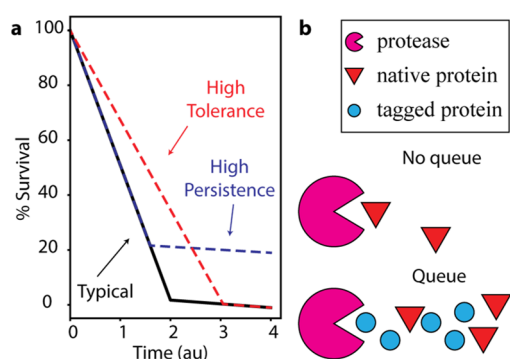 a
% Survival
100
80
60
40
20
0
0
1
2
3
4
Time (au)
High
Tolerance
High
Persistence
Typical
b
protease
native protein
tagged protein
No queue
Queue